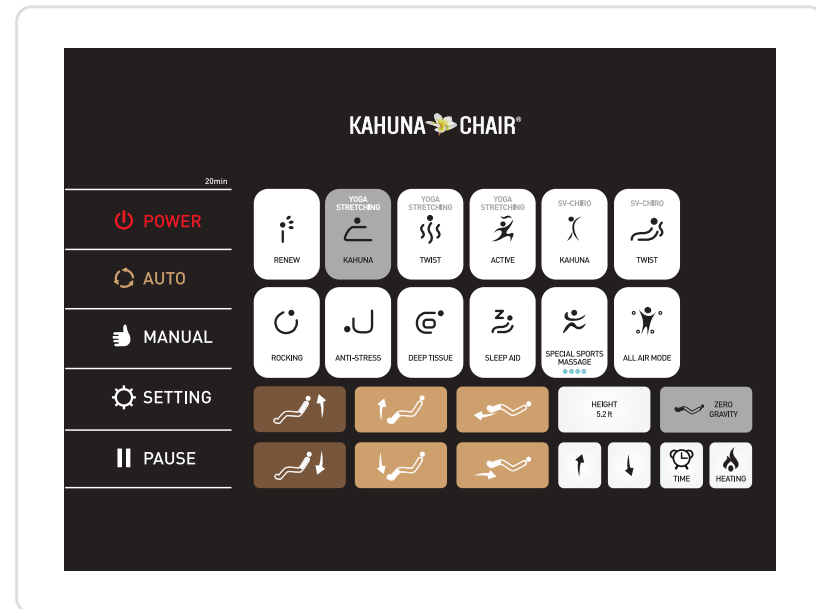 KAHUNA CHAIR®
20min
POWER
AUTO
MANUAL
SETTING
PAUSE
RENEW
YOGA
STRETCHING
KAHUNA
YOGA
STRETCHING
TWIST
YOGA
STRETCHING
ACTIVE
SV-CHIRO
KAHUNA
SV-CHIRO
TWIST
ROCKING
ANTI-STRESS
DEEP TISSUE
SLEEP AID
SPECIAL SPORTS
MASSAGE
ALL AIR MODE
HEIGHT
5.2 ft
ZERO
GRAVITY
TIME
HEATING